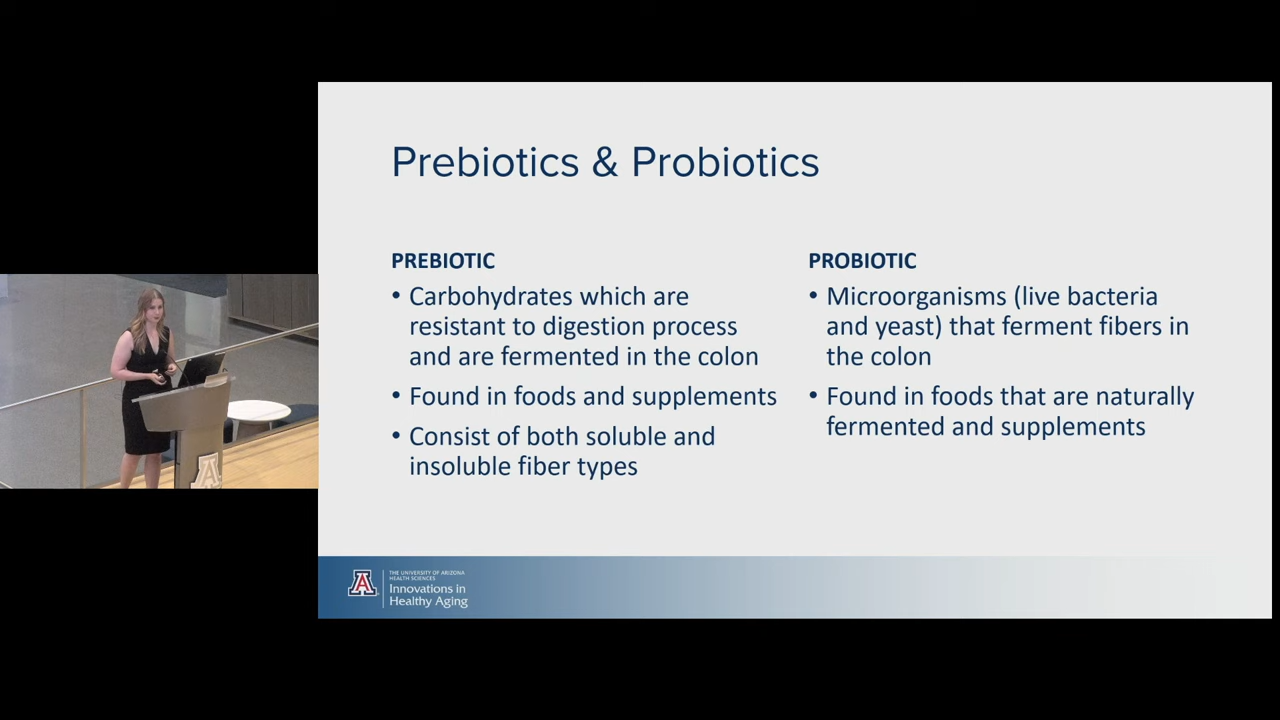 Prebiotics & Probiotics
PREBIOTIC
• Carbohydrates which are
resistant to digestion process
and are fermented in the colon
• Found in foods and supplements
• Consist of both soluble and
insoluble fiber types
PROBIOTIC
• Microorganisms (live bacteria
and yeast) that ferment fibers in
the colon
• Found in foods that are naturally
fermented and supplements
A
THE UNIVERSITY OF ARIZONA
HEALTH SCIENCES
Innovations in
Healthy Aging
A